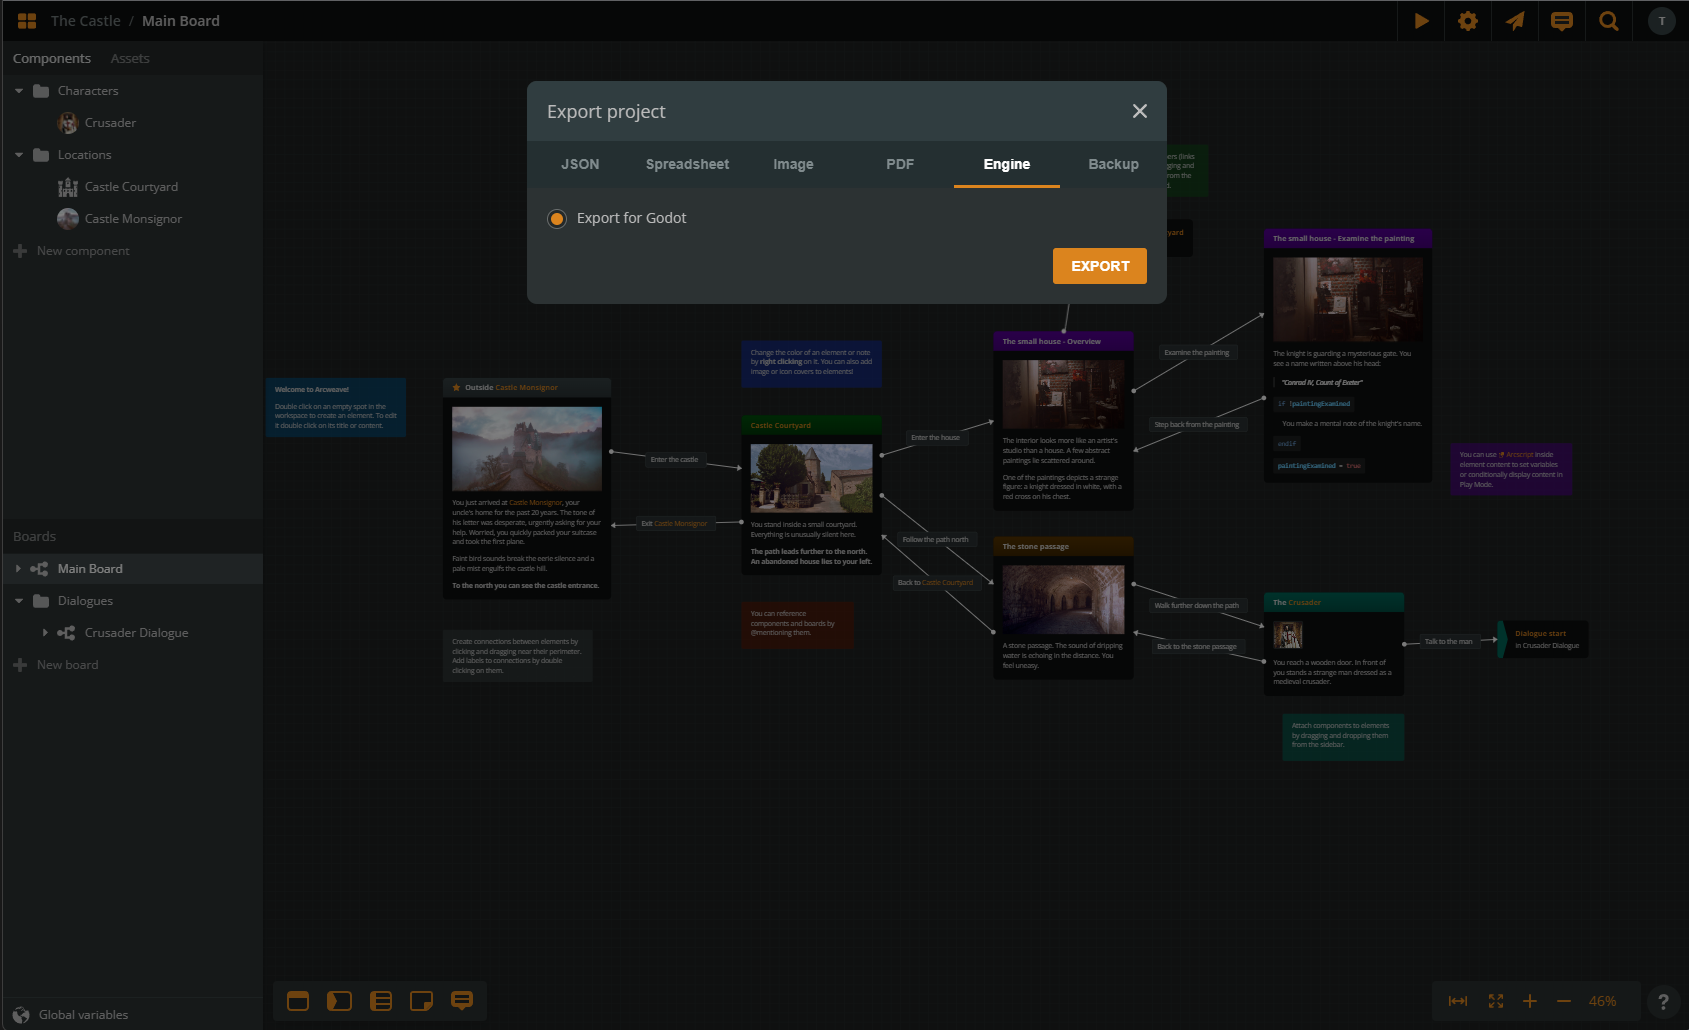 The Castle / Main Board
T
Components Assets
Characters
Crusader
Locations
Castle Courtyard
Castle Monsignor
New component
Boards
Main Board
Dialogues
Crusader Dialogue
New board
Global variables
Export project
JSON Spreadsheet Image PDF Engine Backup
Export for Godot
EXPORT
Welcome to Arcweave!
Double click on an empty spot in the
workspace to create an element. To edit
it double click on its title or content.
Outside Castle Monsignor
You just arrived at Castle Monsignor, your
uncle's home for the past 20 years. The tone of
his letter was desperate, urgently asking for your
help. Worried, you quickly packed your suitcase
and took the first plane.
Faint bird sounds break the eerie silence and a
pale mist engulfs the castle hill.
To the north you can see the castle entrance.
Create connections between elements by
clicking and dragging near their perimeter.
Add labels to connections by double
clicking on them.
Enter the castle
Exit Castle Monsignor
Change the color of an element or note
by right clicking on it. You can also add
image or icon covers to elements!
Castle Courtyard
You stand inside a small courtyard.
Everything is unusually silent here.
The path leads further to the north.
An abandoned house lies to your left.
You can reference
components and boards by
@mentioning them.
Enter the house
Follow the path north
Back to Castle Courtyard
The small house - Overview
The interior looks more like an artist's
studio than a house. A few abstract
paintings lie scattered around.
One of the paintings depicts a strange
figure: a knight dressed in white, with a
red cross on his chest.
The stone passage
A stone passage. The sound of dripping
water is echoing in the distance. You
feel uneasy.
Examine the painting
Step back from the painting
Walk further down the path
Back to the stone passage
(links
ging and
rom the
d.
yard
The small house - Examine the painting
The knight is guarding a mysterious gate. You
see a name written above his head:
"Conrad IV, Count of Exeter"
if !paintingExamined
You make a mental note of the knight's name.
endif
paintingExamined = true
You can use Arcscript inside
element content to set variables
or conditionally display content in
Play Mode.
The Crusader
You reach a wooden door. In front of
you stands a strange man dressed as a
medieval crusader.
Talk to the man
Dialogue start
in Crusader Dialogue
Attach components to elements
by dragging and dropping them
from the sidebar.
46%
?